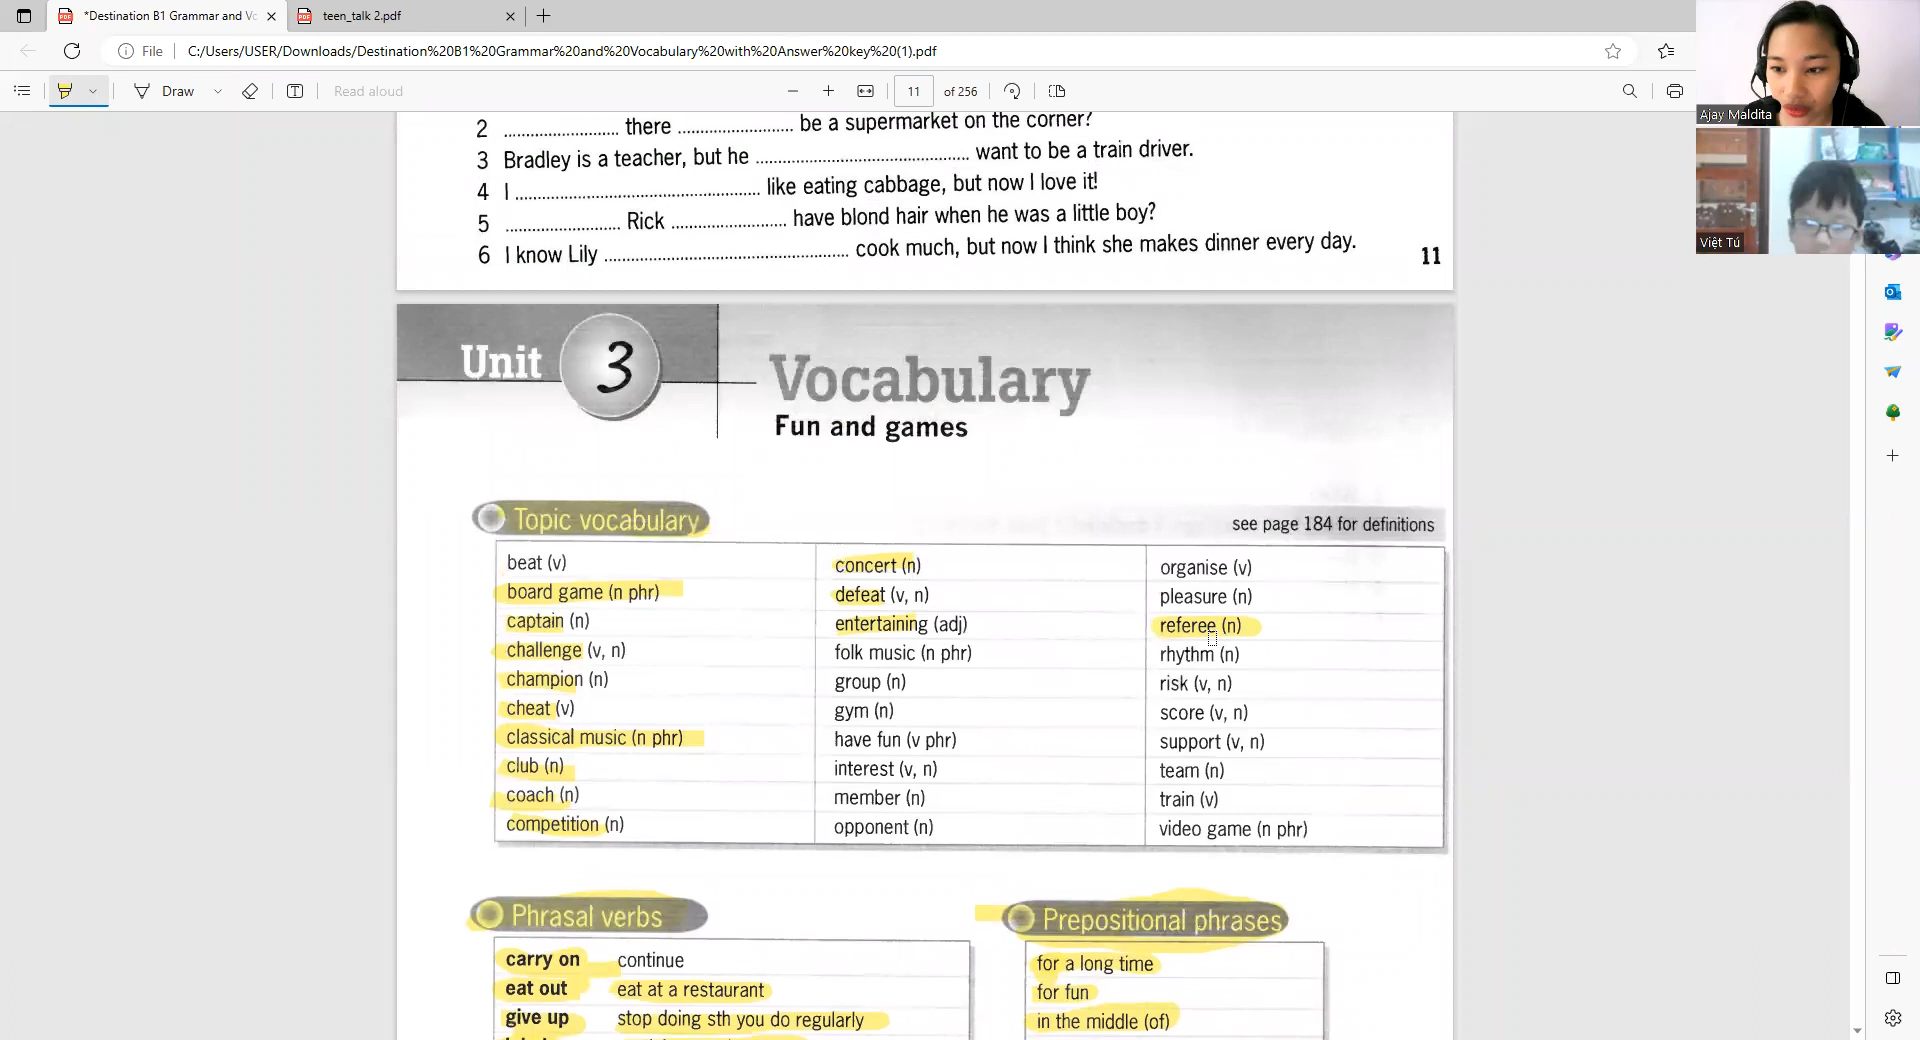 *Destination B1 Grammar and Vo
teen_talk 2.pdf
File
C:/Users/USER/Downloads/Destination%20B1%20Grammar%20and%20Vocabulary%20with%20Answer%20key%20(1).pdf
Draw
Read aloud
11
of 256
Ajay Maldita
Việt Tú
2 .......... there .......... be a supermarket on the corner?
3 Bradley is a teacher, but he .......... want to be a train driver.
4 I .......... like eating cabbage, but now I love it!
5 .......... Rick .......... have blond hair when he was a little boy?
6 I know Lily .......... cook much, but now I think she makes dinner every day.
11
Unit 3
Vocabulary
Fun and games
Topic vocabulary
see page 184 for definitions
beat (v)
board game (n phr)
captain (n)
challenge (v, n)
champion (n)
cheat (v)
classical music (n phr)
club (n)
coach (n)
competition (n)
concert (n)
defeat (v, n)
entertaining (adj)
folk music (n phr)
group (n)
gym (n)
have fun (v phr)
interest (v, n)
member (n)
opponent (n)
organise (v)
pleasure (n)
referee (n)
rhythm (n)
risk (v, n)
score (v, n)
support (v, n)
team (n)
train (v)
video game (n phr)
Phrasal verbs
carry on continue
eat out eat at a restaurant
give up stop doing sth you do regularly
Prepositional phrases
for a long time
for fun
in the middle (of)